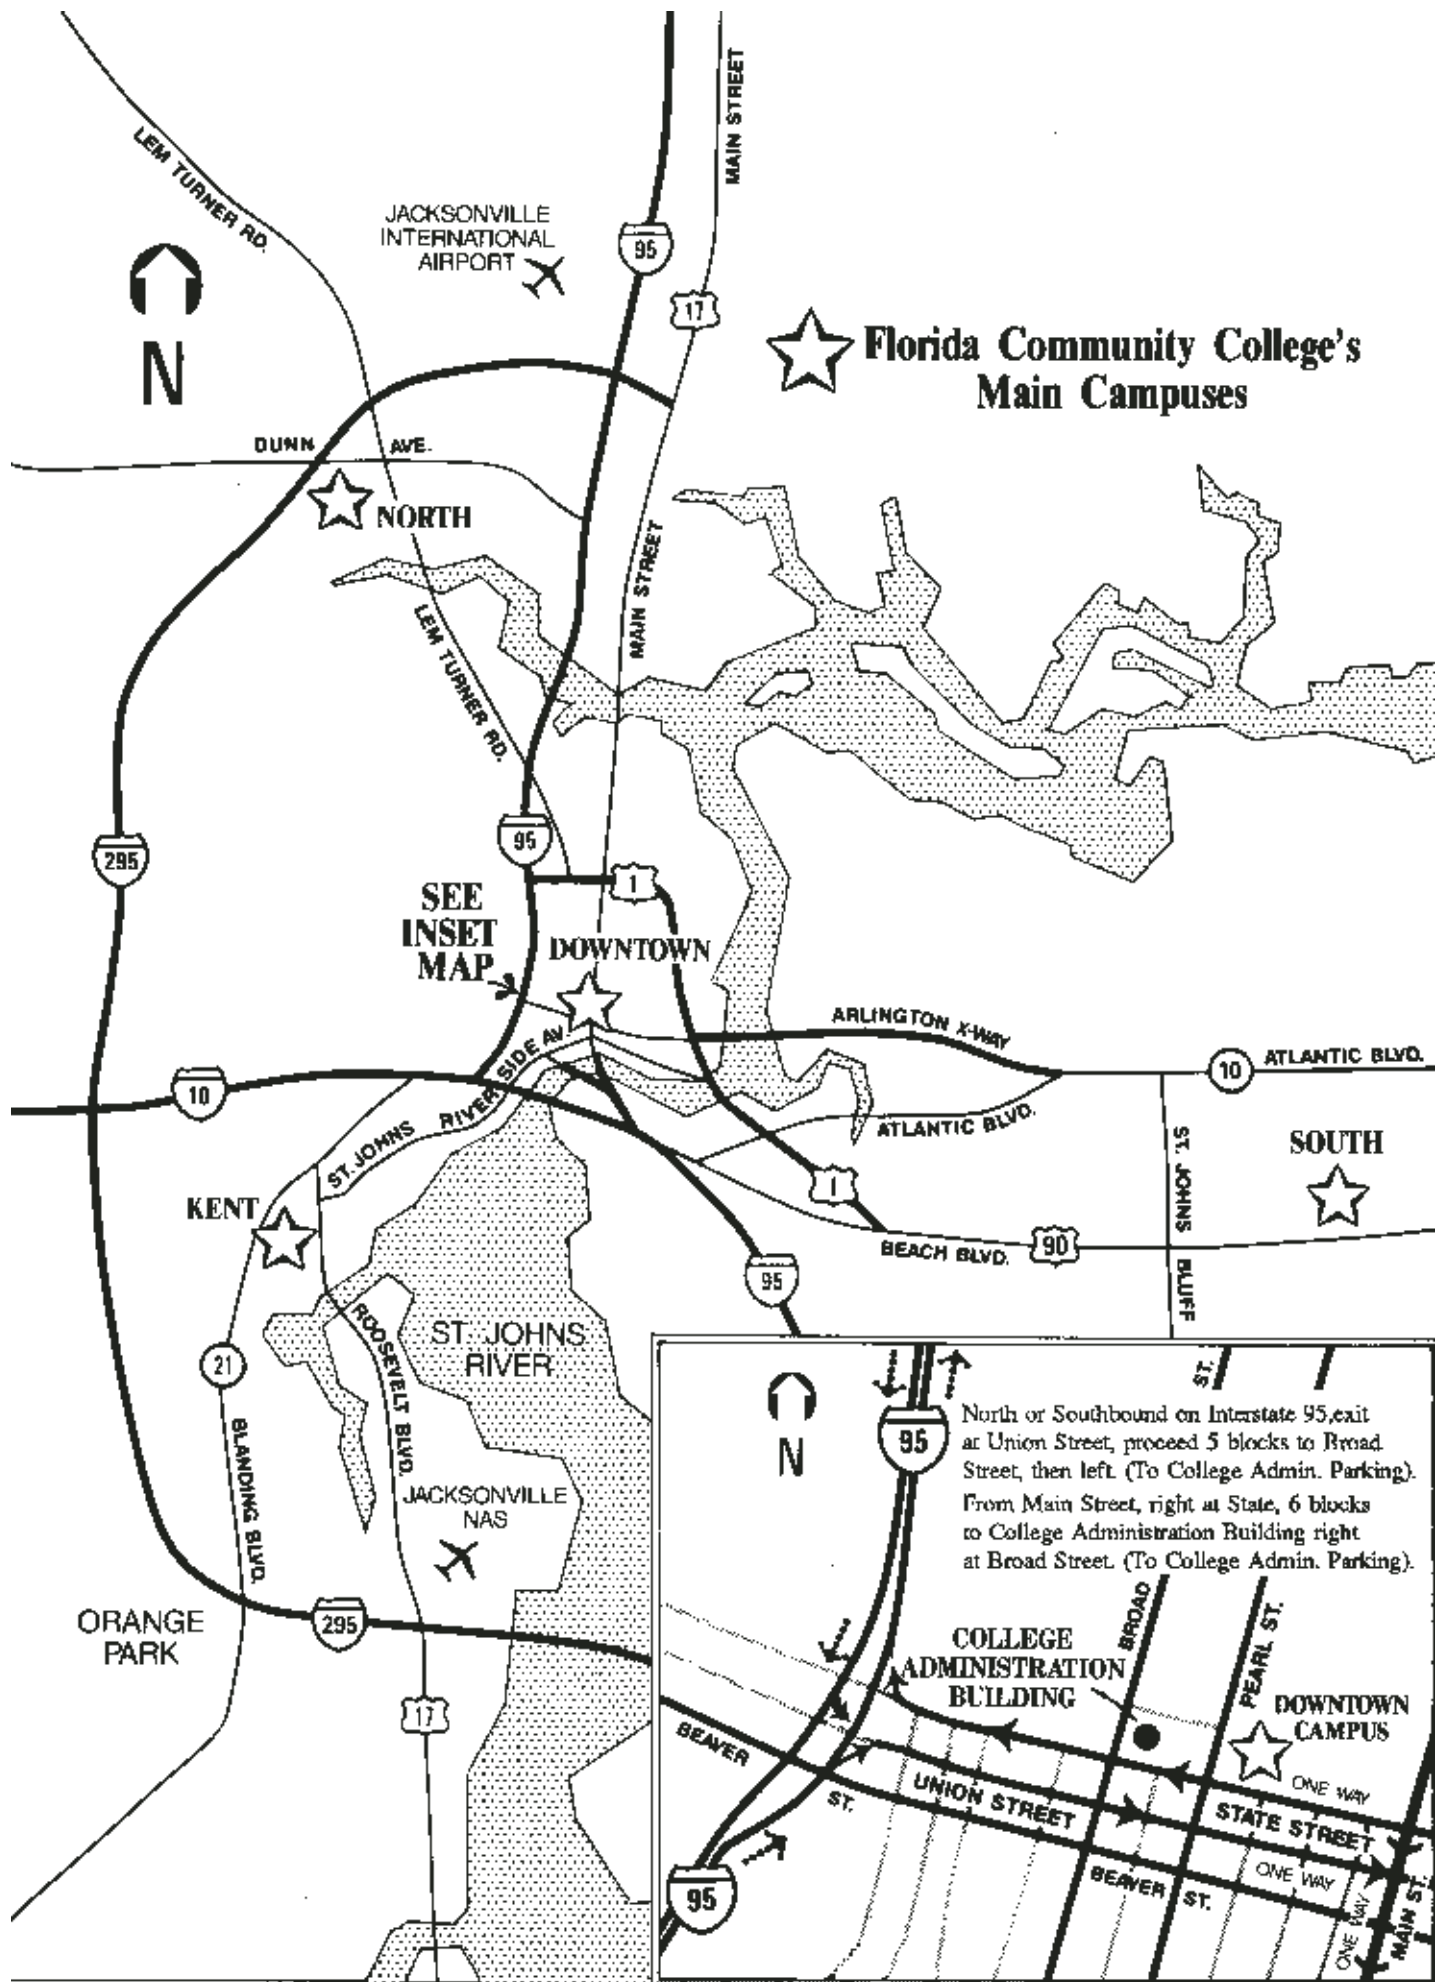 MAIN STREET
LEM TURNER RD.
JACKSONVILLE
INTERNATIONAL
AIRPORT
95
17
N
Florida Community College's
Main Campuses
DUNN AVE.
NORTH
MAIN STREET
LEM TURNER RD.
95
295
1
SEE
INSET
MAP
DOWNTOWN
ARLINGTON X-WAY
RIVERSIDE AV.
10
10
ATLANTIC BLVD.
ATLANTIC BLVD.
ST. JOHNS
ST. JOHNS BLUFF
SOUTH
KENT
1
BEACH BLVD.
90
95
ROOSEVELT BLVD.
ST. JOHNS
RIVER
21
BLANDING BLVD.
JACKSONVILLE
NAS
ORANGE
PARK
295
17
ST.
N
95
North or Southbound on Interstate 95,exit
at Union Street, proceed 5 blocks to Broad
Street, then left. (To College Admin. Parking).
From Main Street, right at State, 6 blocks
to College Administration Building right
at Broad Street. (To College Admin. Parking).
BROAD
PEARL ST.
COLLEGE
ADMINISTRATION
BUILDING
DOWNTOWN
CAMPUS
BEAVER ST.
UNION STREET
ONE WAY
STATE STREET
BEAVER ST.
ONE WAY
ONE WAY
MAIN ST.
95